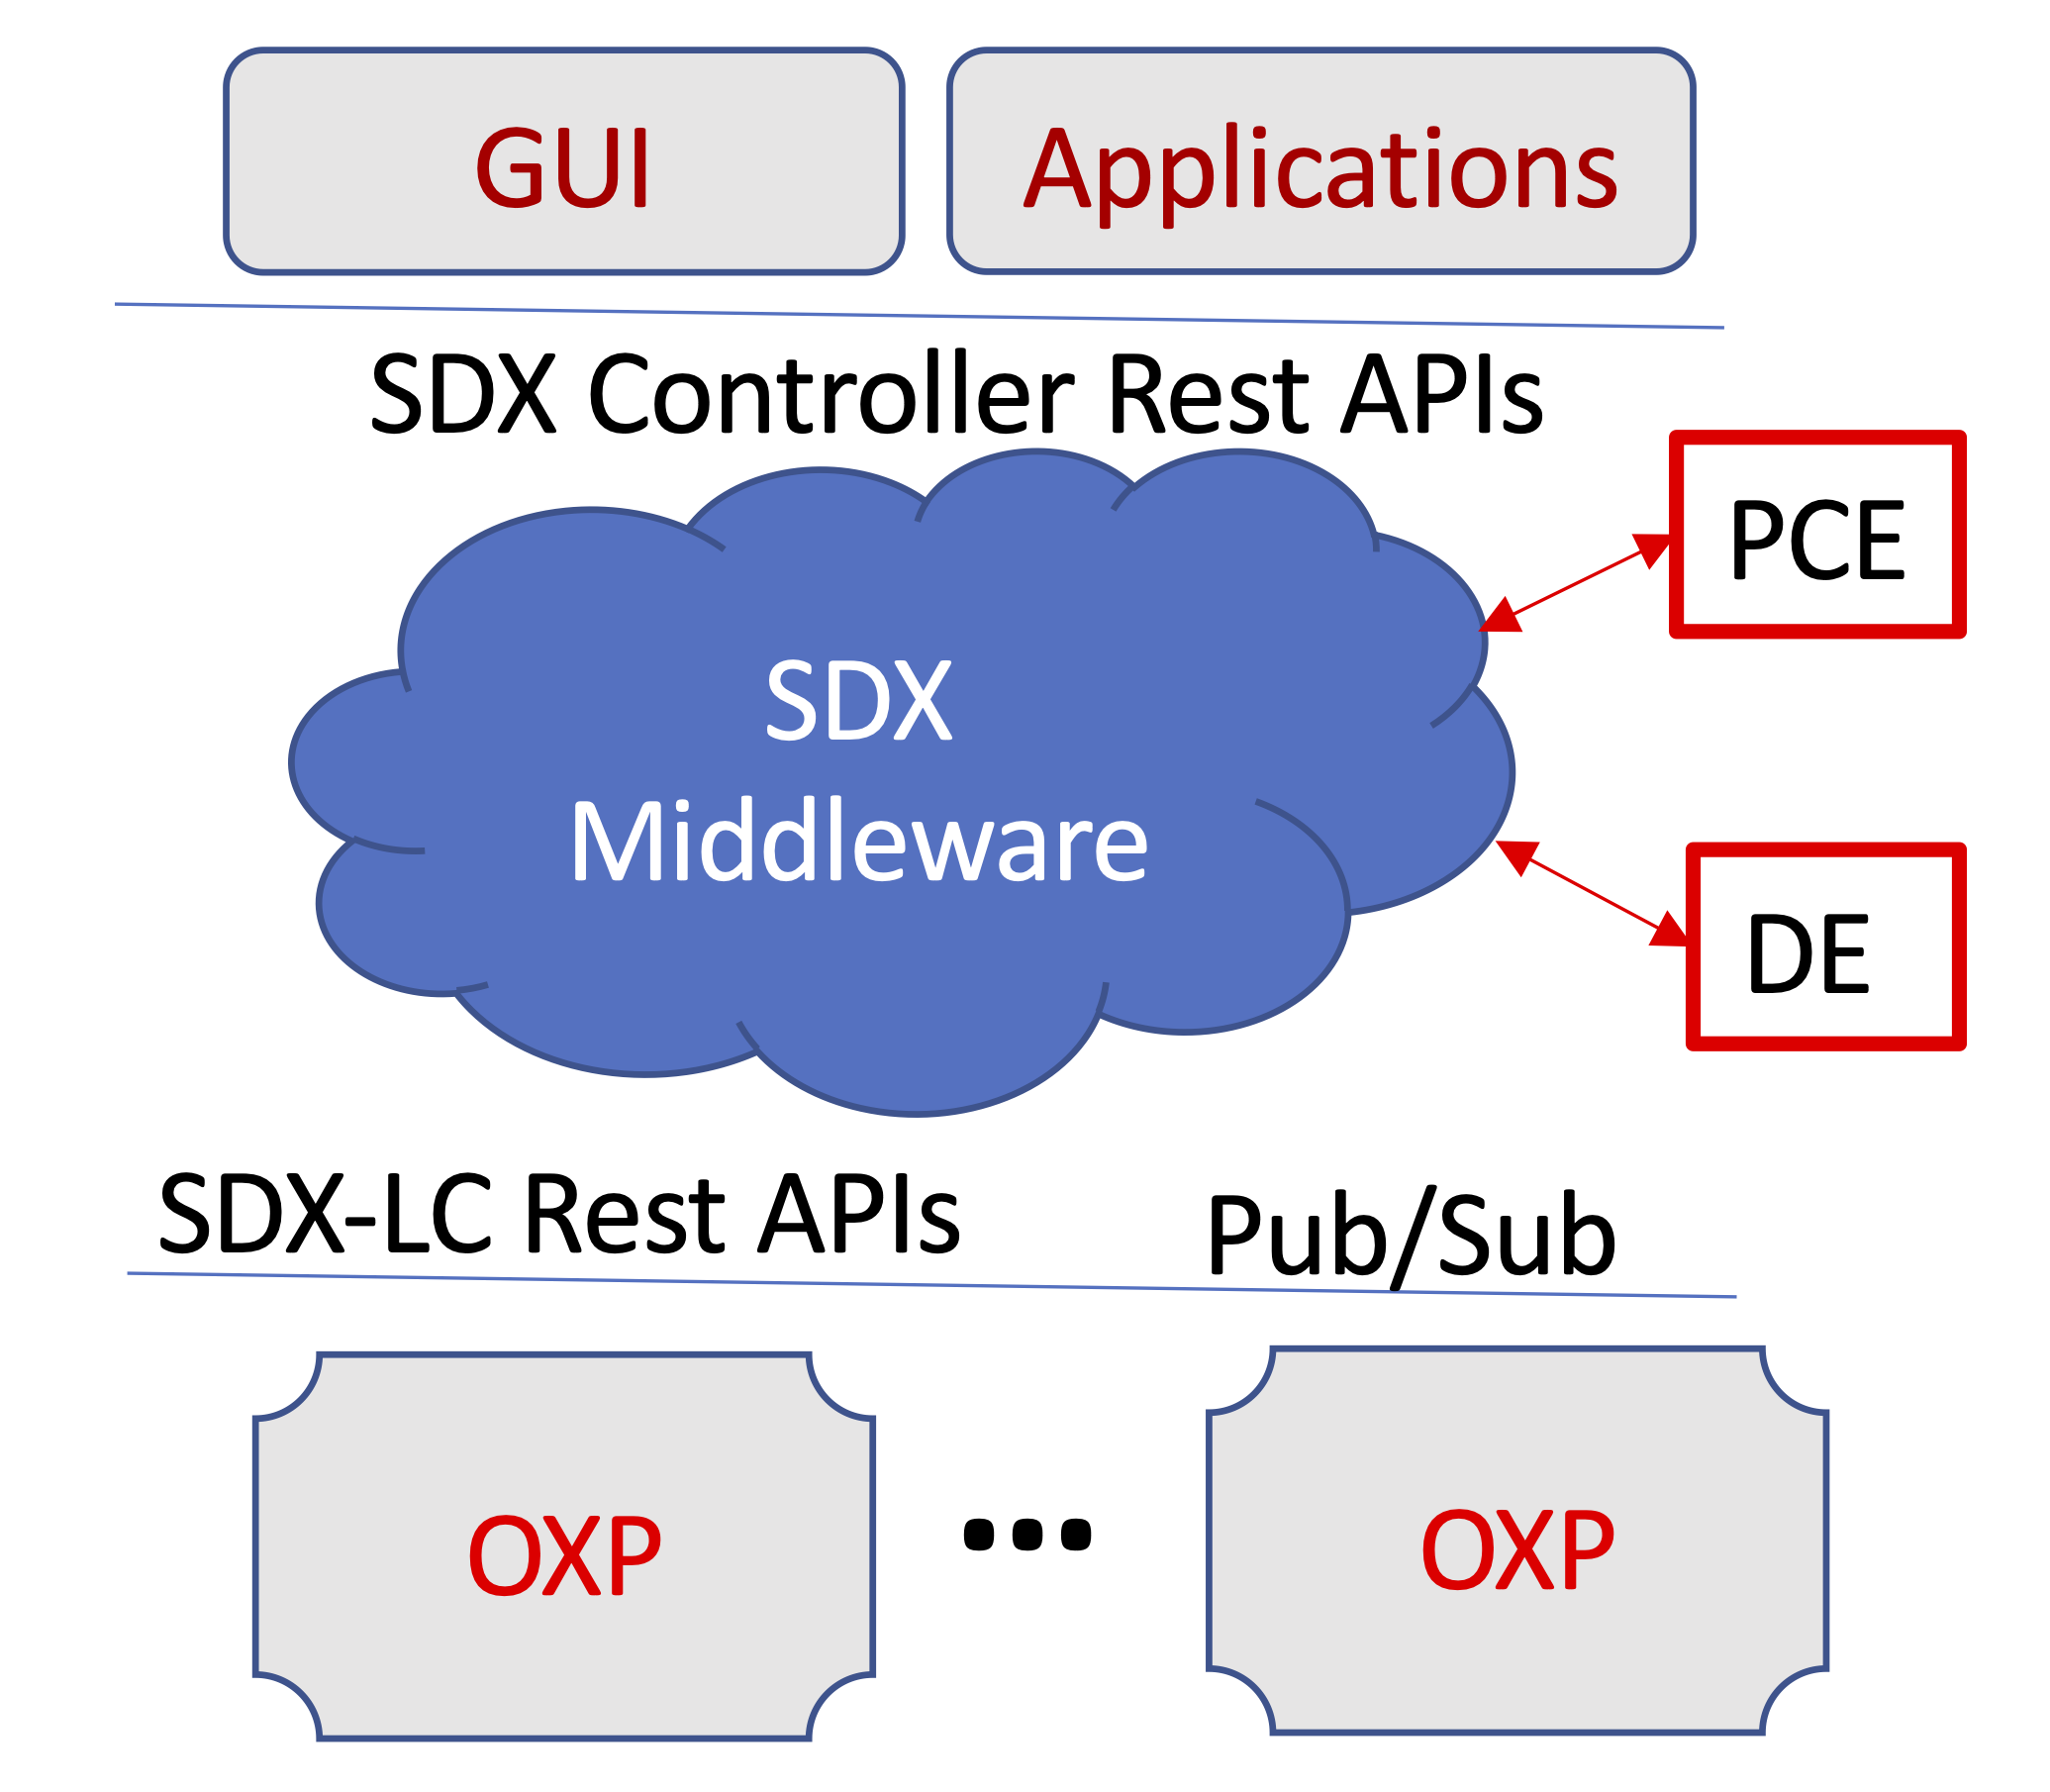 GUI
Applications
SDX Controller Rest APIs
PCE
SDX
Middleware
DE
SDX-LC Rest APIs
Pub/Sub
OXP
...
OXP